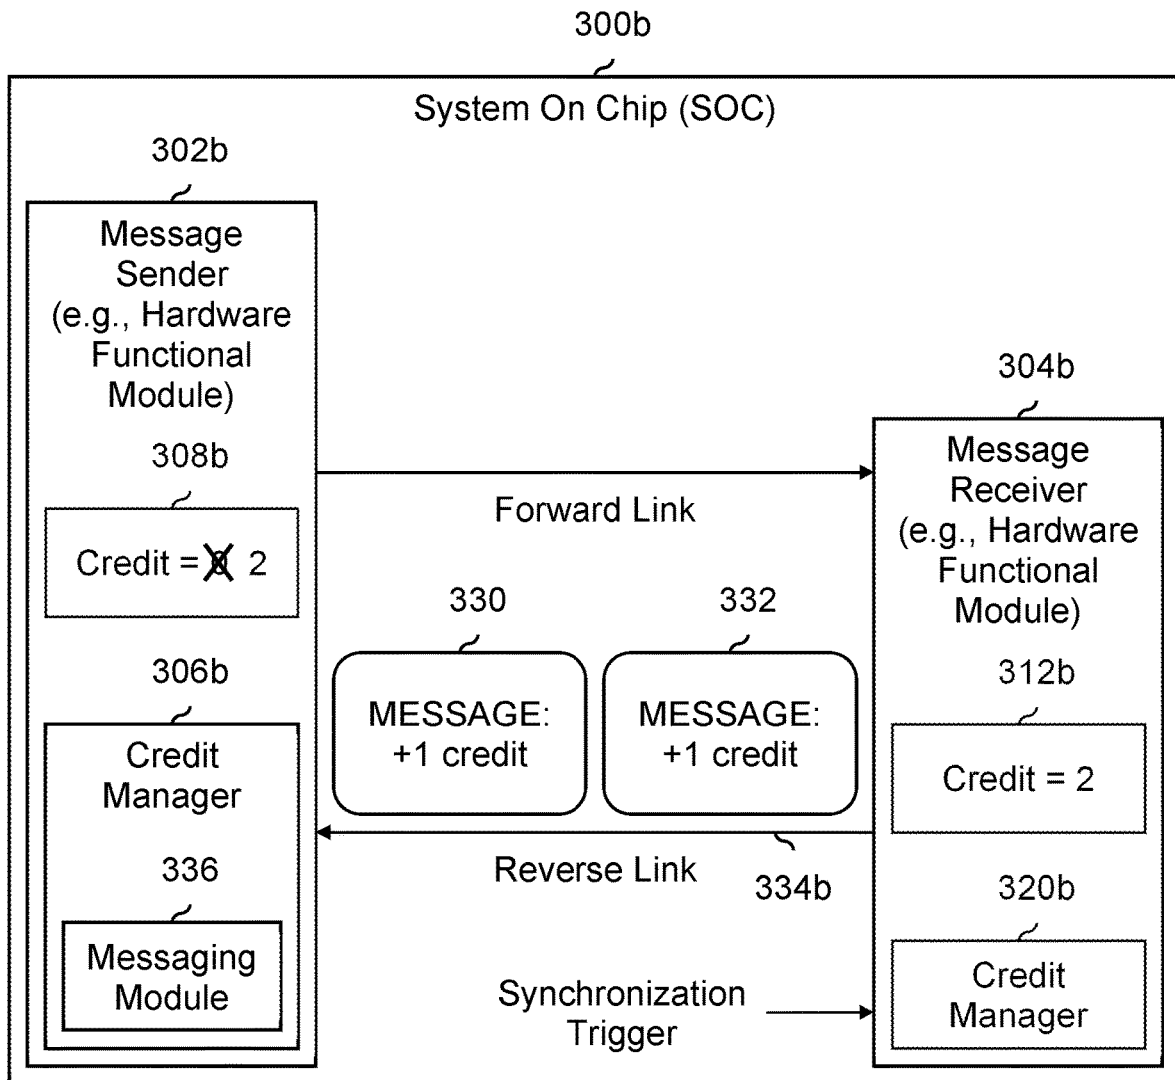 300b
System On Chip (SOC)
302b
Message
Sender
(e.g., Hardware
Functional
Module)
308b
Credit = 0 2
306b
Credit
Manager
336
Messaging
Module
Forward Link
330
MESSAGE:
+1 credit
332
MESSAGE:
+1 credit
Reverse Link
334b
Synchronization
Trigger
304b
Message
Receiver
(e.g., Hardware
Functional
Module)
312b
Credit = 2
320b
Credit
Manager